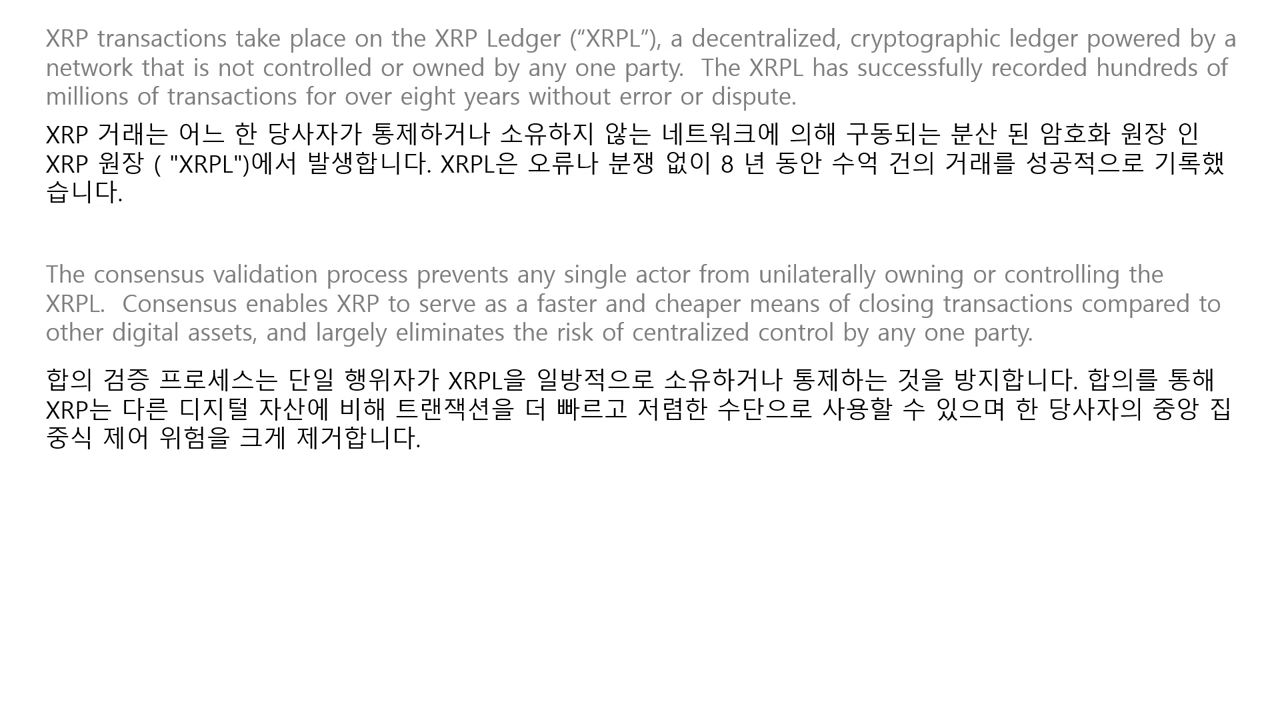 XRP transactions take place on the XRP Ledger (“XRPL”), a decentralized, cryptographic ledger powered by a
network that is not controlled or owned by any one party.  The XRPL has successfully recorded hundreds of
millions of transactions for over eight years without error or dispute.
XRP 거래는 어느 한 당사자가 통제하거나 소유하지 않는 네트워크에 의해 구동되는 분산 된 암호화 원장 인
XRP 원장 ( "XRPL")에서 발생합니다. XRPL은 오류나 분쟁 없이 8 년 동안 수억 건의 거래를 성공적으로 기록했
습니다.
The consensus validation process prevents any single actor from unilaterally owning or controlling the
XRPL.  Consensus enables XRP to serve as a faster and cheaper means of closing transactions compared to
other digital assets, and largely eliminates the risk of centralized control by any one party.
합의 검증 프로세스는 단일 행위자가 XRPL을 일방적으로 소유하거나 통제하는 것을 방지합니다. 합의를 통해
XRP는 다른 디지털 자산에 비해 트랜잭션을 더 빠르고 저렴한 수단으로 사용할 수 있으며 한 당사자의 중앙 집
중식 제어 위험을 크게 제거합니다.